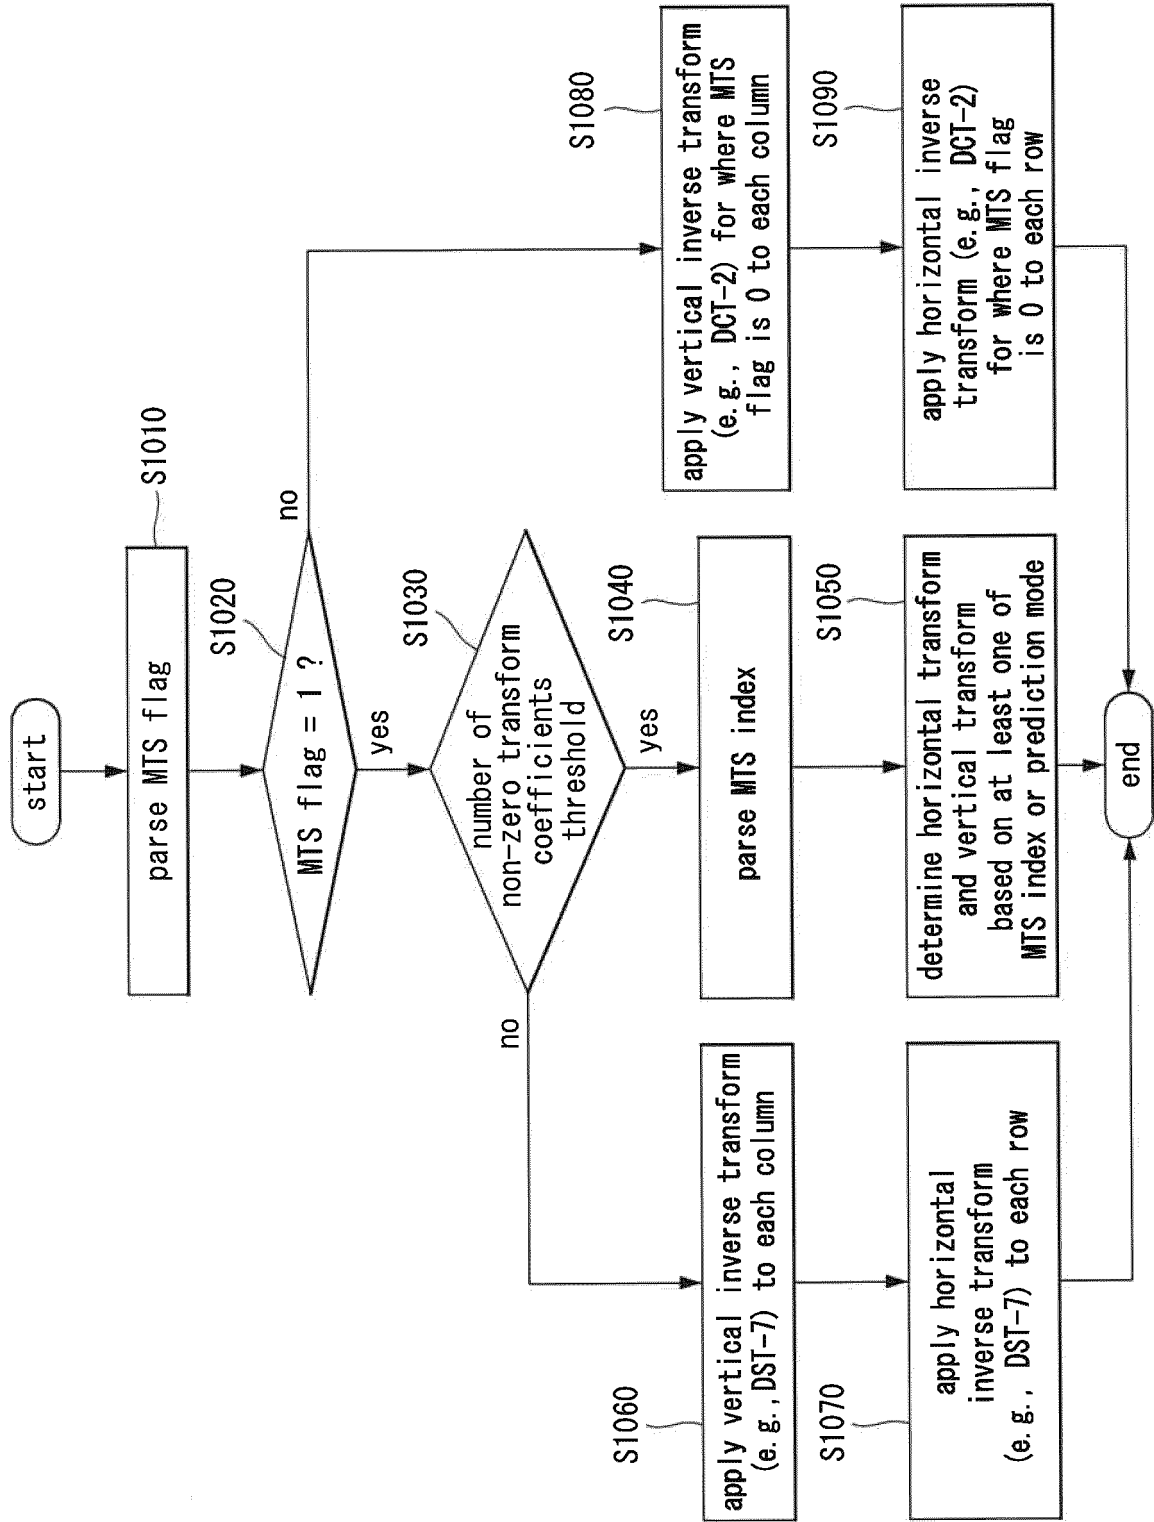 start
parse MTS flag
S1010
MTS flag = 1 ?
S1020
no
yes
number of
non-zero transform
coefficients
threshold
S1030
no
yes
parse MTS index
S1040
determine horizontal transform
and vertical transform
based on at least one of
MTS index or prediction mode
S1050
apply vertical inverse transform
(e.g.,DST-7) to each column
S1060
apply horizontal
inverse transform
(e.g., DST-7) to each row
S1070
apply vertical inverse transform
(e.g., DCT-2) for where MTS
flag is 0 to each column
S1080
apply horizontal inverse
transform (e.g., DCT-2)
for where MTS flag
is 0 to each row
S1090
end